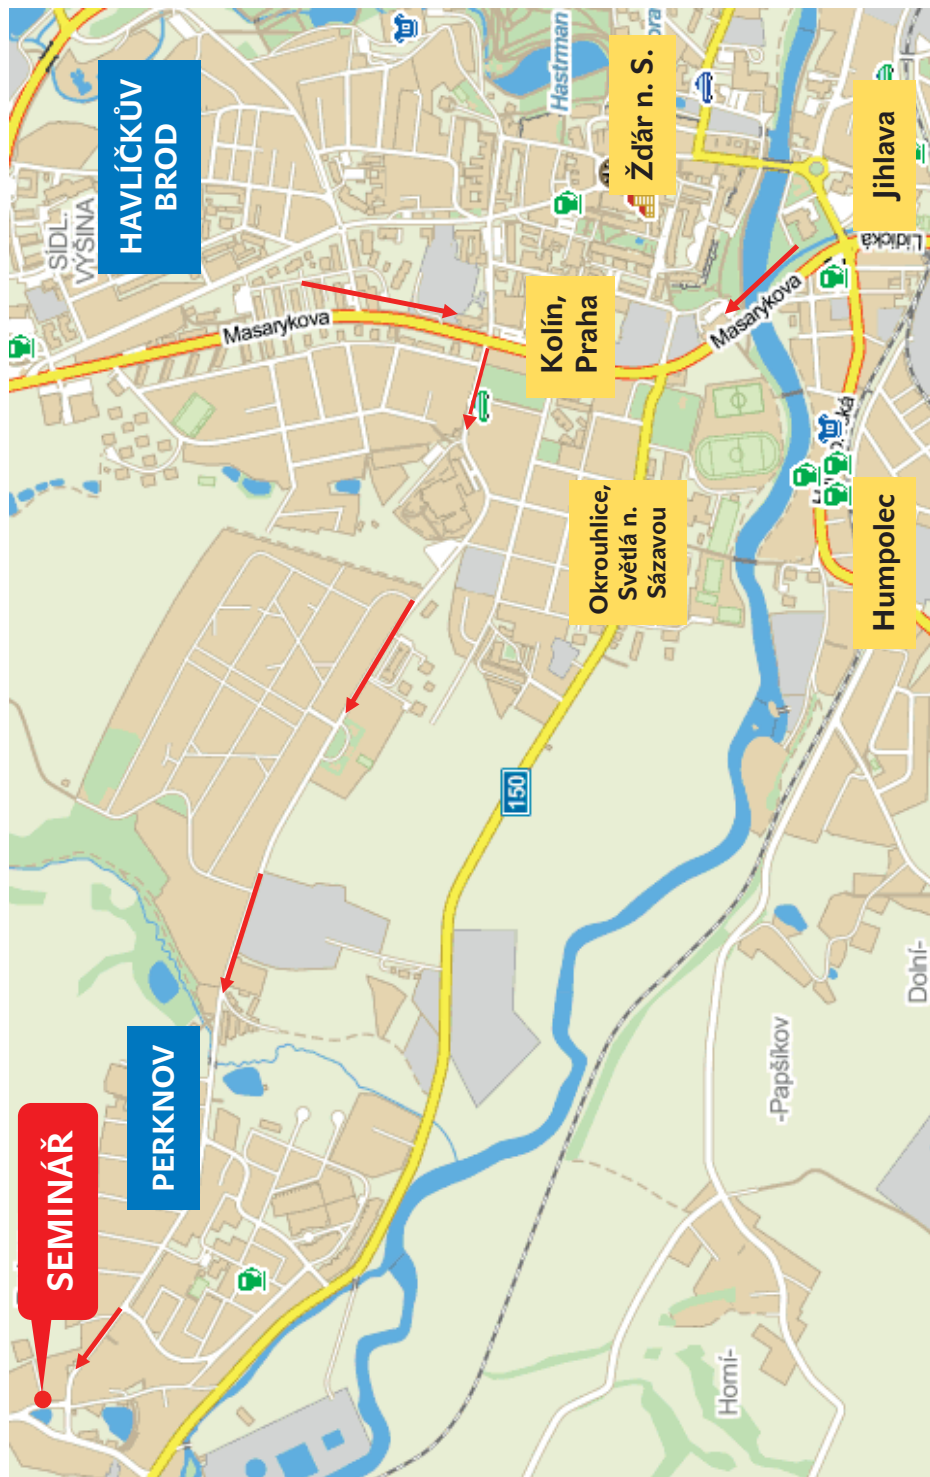 SEMINÁŘ
PERKNOV
HAVLÍČKŮV
BROD
SÍDL.
VÝŠINA
Masarykova
Hastrman
Kolín,
Praha
Žďár n. S.
Jihlava
Lidická
Masarykova
Okrouhlice,
Světlá n.
Sázavou
Humpolec
150
Horní-
-Papšíkov
Dolní-